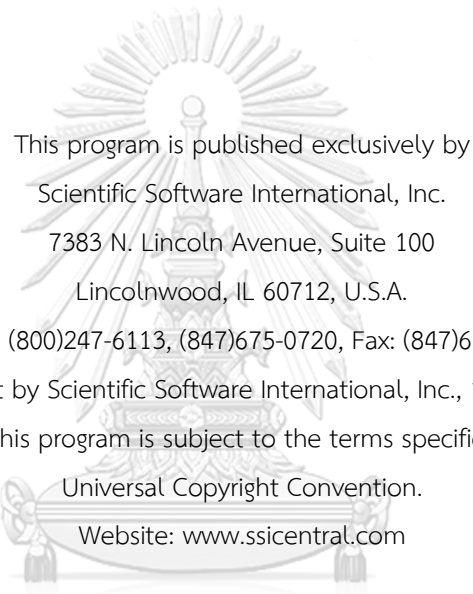 This program is published exclusively by
Scientific Software International, Inc.
7383 N. Lincoln Avenue, Suite 100
Lincolnwood, IL 60712, U.S.A.
(800)247-6113, (847)675-0720, Fax: (847)6
by Scientific Software International, Inc.,
his program is subject to the terms
Universal Copyright Convention.
Website: www.ssicentral.com